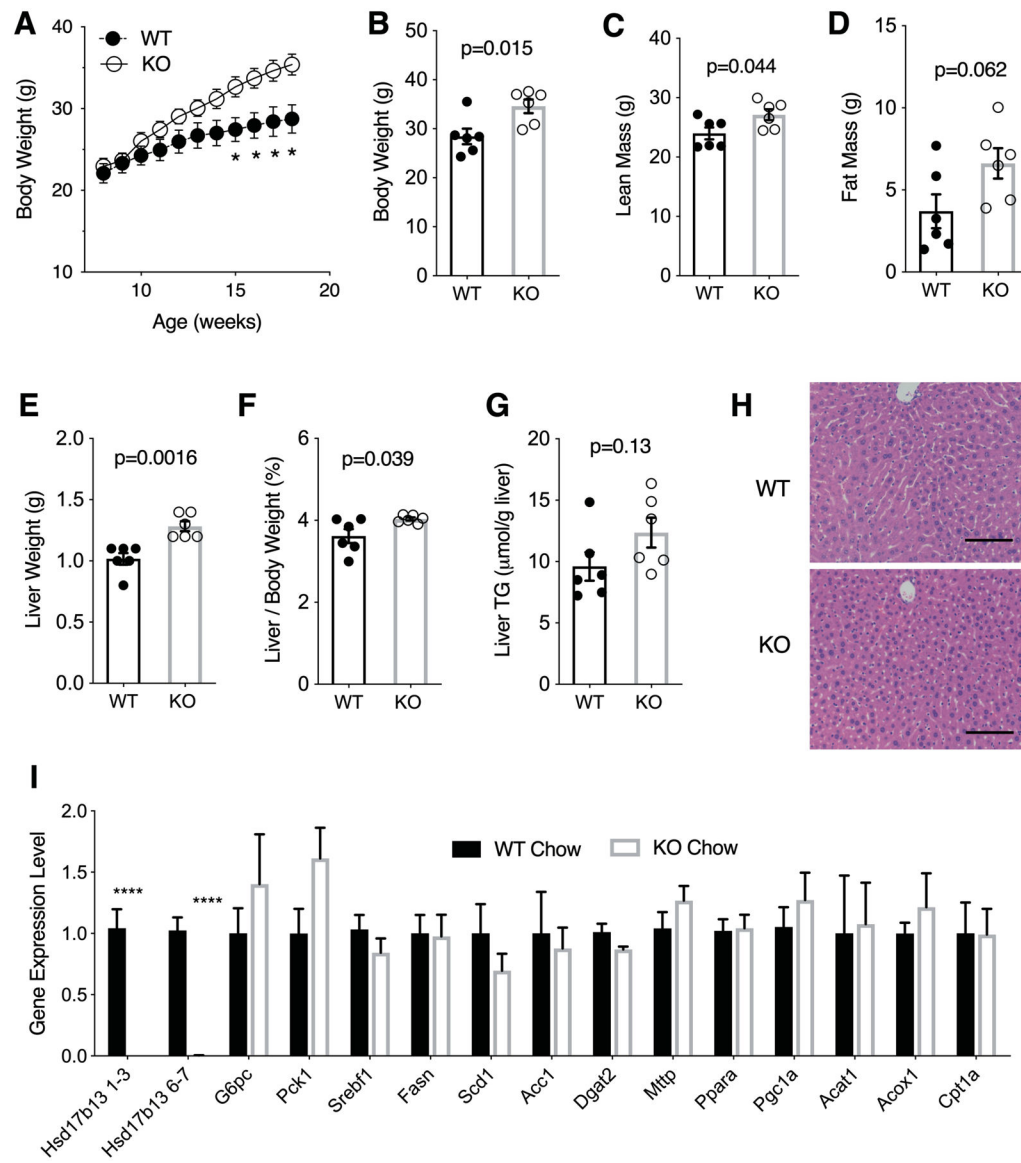 A
40
30
20
10
Body Weight (g)
WT
KO
* * * *
10 15 20
Age (weeks)
B
50
40
30
20
10
0
Body Weight (g)
p=0.015
WT KO
C
40
30
20
10
0
Lean Mass (g)
p=0.044
WT KO
D
15
10
5
0
Fat Mass (g)
p=0.062
WT KO
E
2.0
1.5
1.0
0.5
0.0
Liver Weight (g)
p=0.0016
WT KO
F
6
4
2
0
Liver / Body Weight (%)
p=0.039
WT KO
G
20
15
10
5
0
Liver TG (μmol/g liver)
p=0.13
WT KO
H
WT
KO
I
2.0
1.5
1.0
0.5
0.0
Gene Expression Level
WT Chow
KO Chow
****
****
Hsd17b13 1-3
Hsd17b13 6-7
G6pc
Pck1
Srebf1
Fasn
Scd1
Acc1
Dgat2
Mttp
Ppara
Pgc1a
Acat1
Acox1
Cpt1a